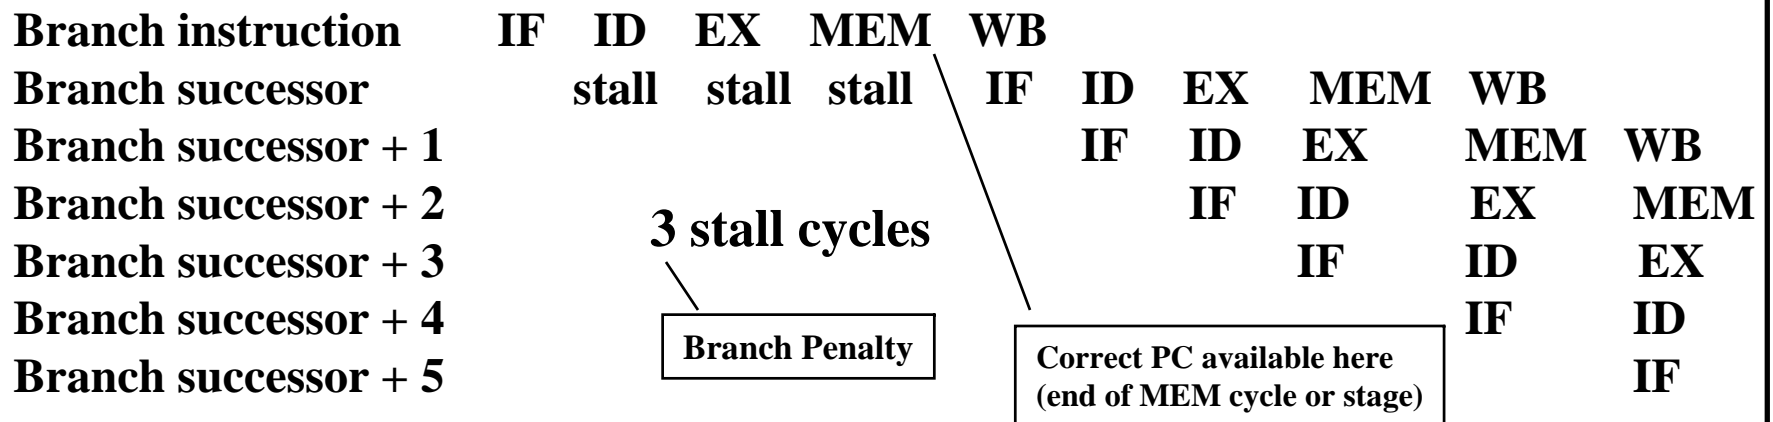 Branch instruction IF ID EX MEM WB
Branch successor stall stall stall IF ID EX MEM WB
Branch successor + 1 IF ID EX MEM WB
Branch successor + 2 IF ID EX MEM
3 stall cycles
Branch successor + 3 IF ID EX
Branch successor + 4 IF ID
Branch Penalty
Correct PC available here
(end of MEM cycle or stage)
Branch successor + 5 IF